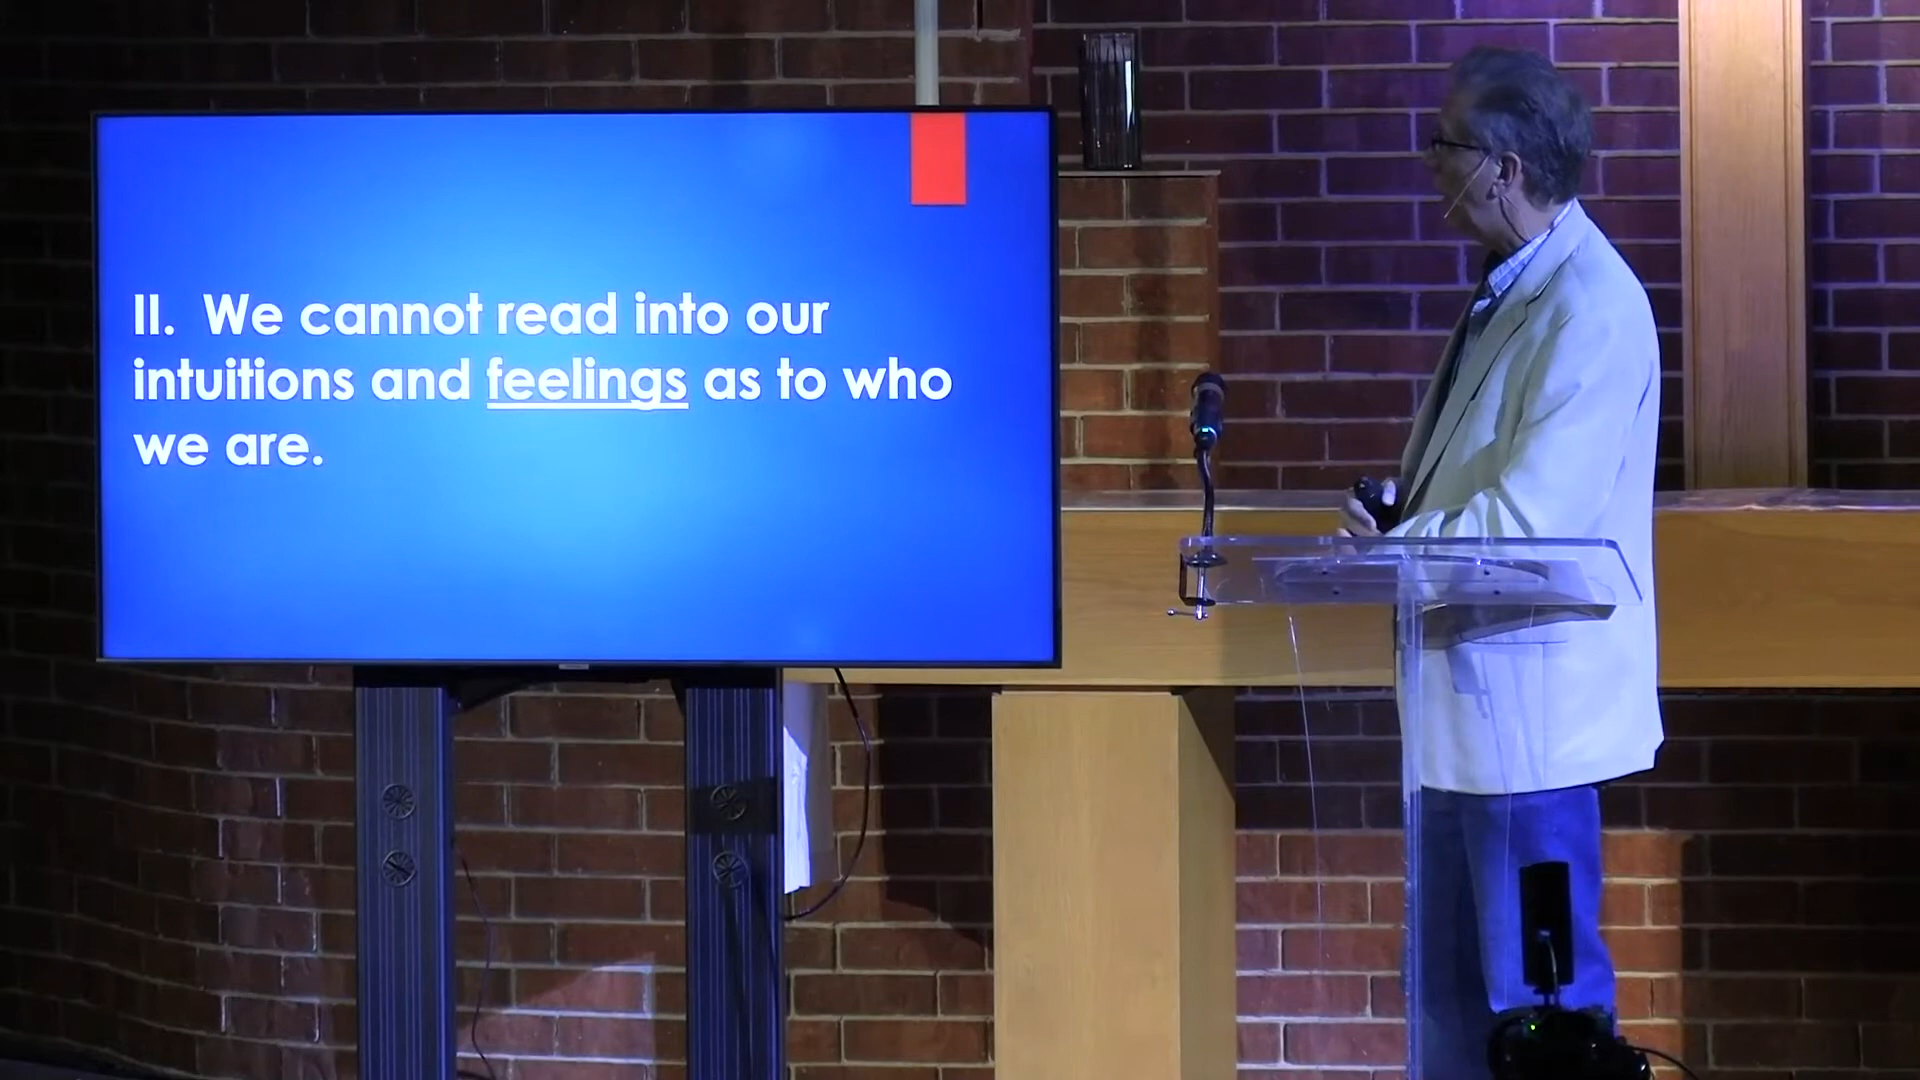 II.  We cannot read into our
intuitions and feelings as to who
we are.